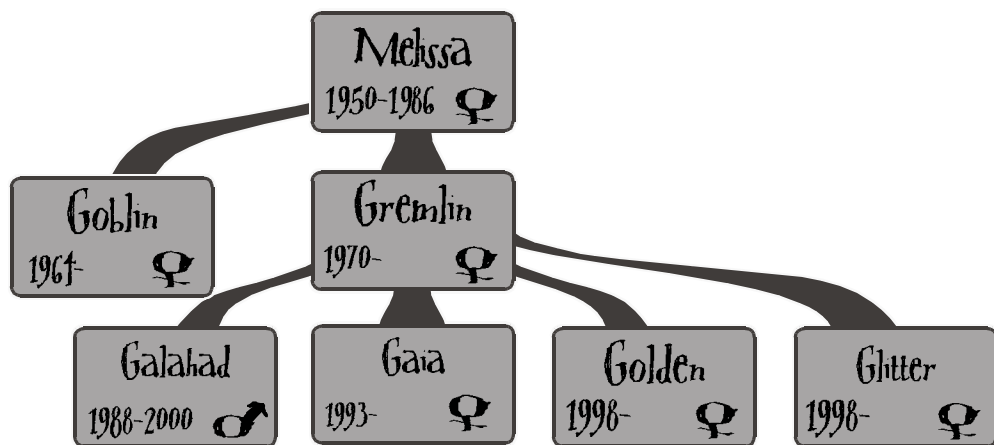 Melissa
1950-1986 ♀
Goblin
1964- ♀
Gremlin
1970- ♀
Galahad
1988-2000 ♂
Gaia
1993- ♀
Golden
1998- ♀
Glitter
1998- ♀